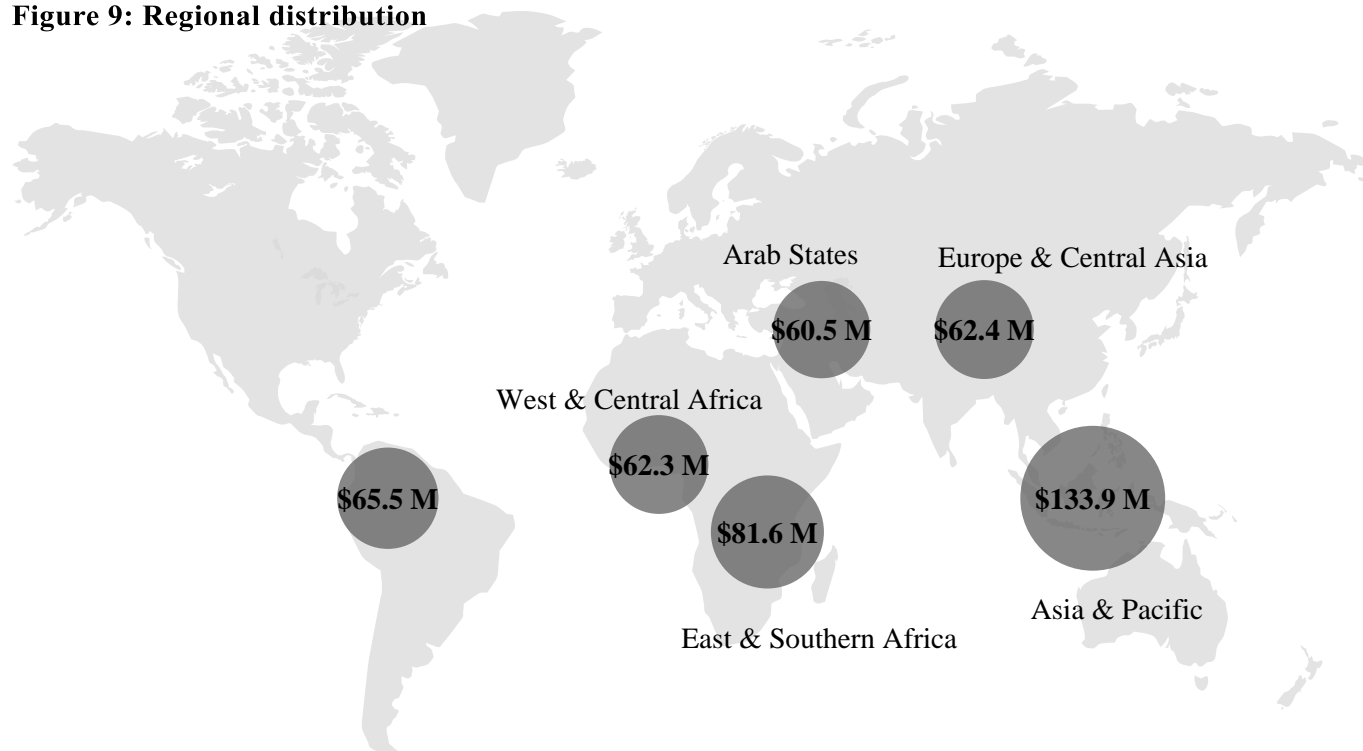 Figure 9: Regional distribution
Arab States
Europe & Central Asia
$60.5 M
$62.4 M
West & Central Africa
$62.3 M
$65.5 M
$133.9 M
$81.6 M
Asia & Pacific
East & Southern Africa